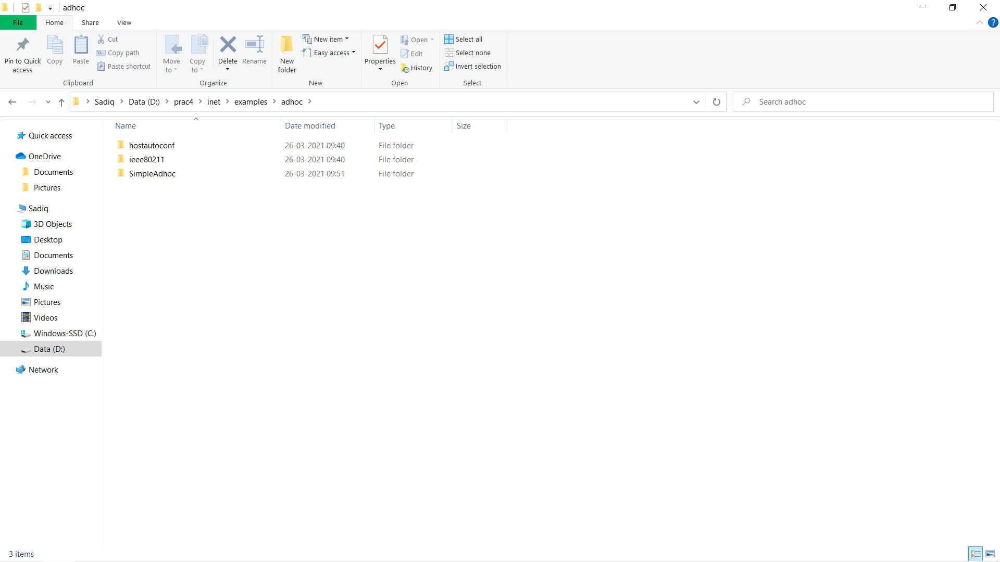 adhoc
File Home Share View
Pin to Quick access
Copy
Paste
Cut
Copy path
Paste shortcut
Clipboard
Move to
Copy to
Delete
Rename
Organize
New folder
New item
Easy access
New
Properties
Open
Edit
History
Open
Select all
Select none
Invert selection
Select
Sadiq Data (D:) prac4 inet examples adhoc
Search adhoc
Quick access
OneDrive
Documents
Pictures
Sadiq
3D Objects
Desktop
Documents
Downloads
Music
Pictures
Videos
Windows-SSD (C:)
Data (D:)
Network
Name Date modified Type Size
hostautoconf 26-03-2021 09:40 File folder
ieee80211 26-03-2021 09:40 File folder
SimpleAdhoc 26-03-2021 09:51 File folder
3 items